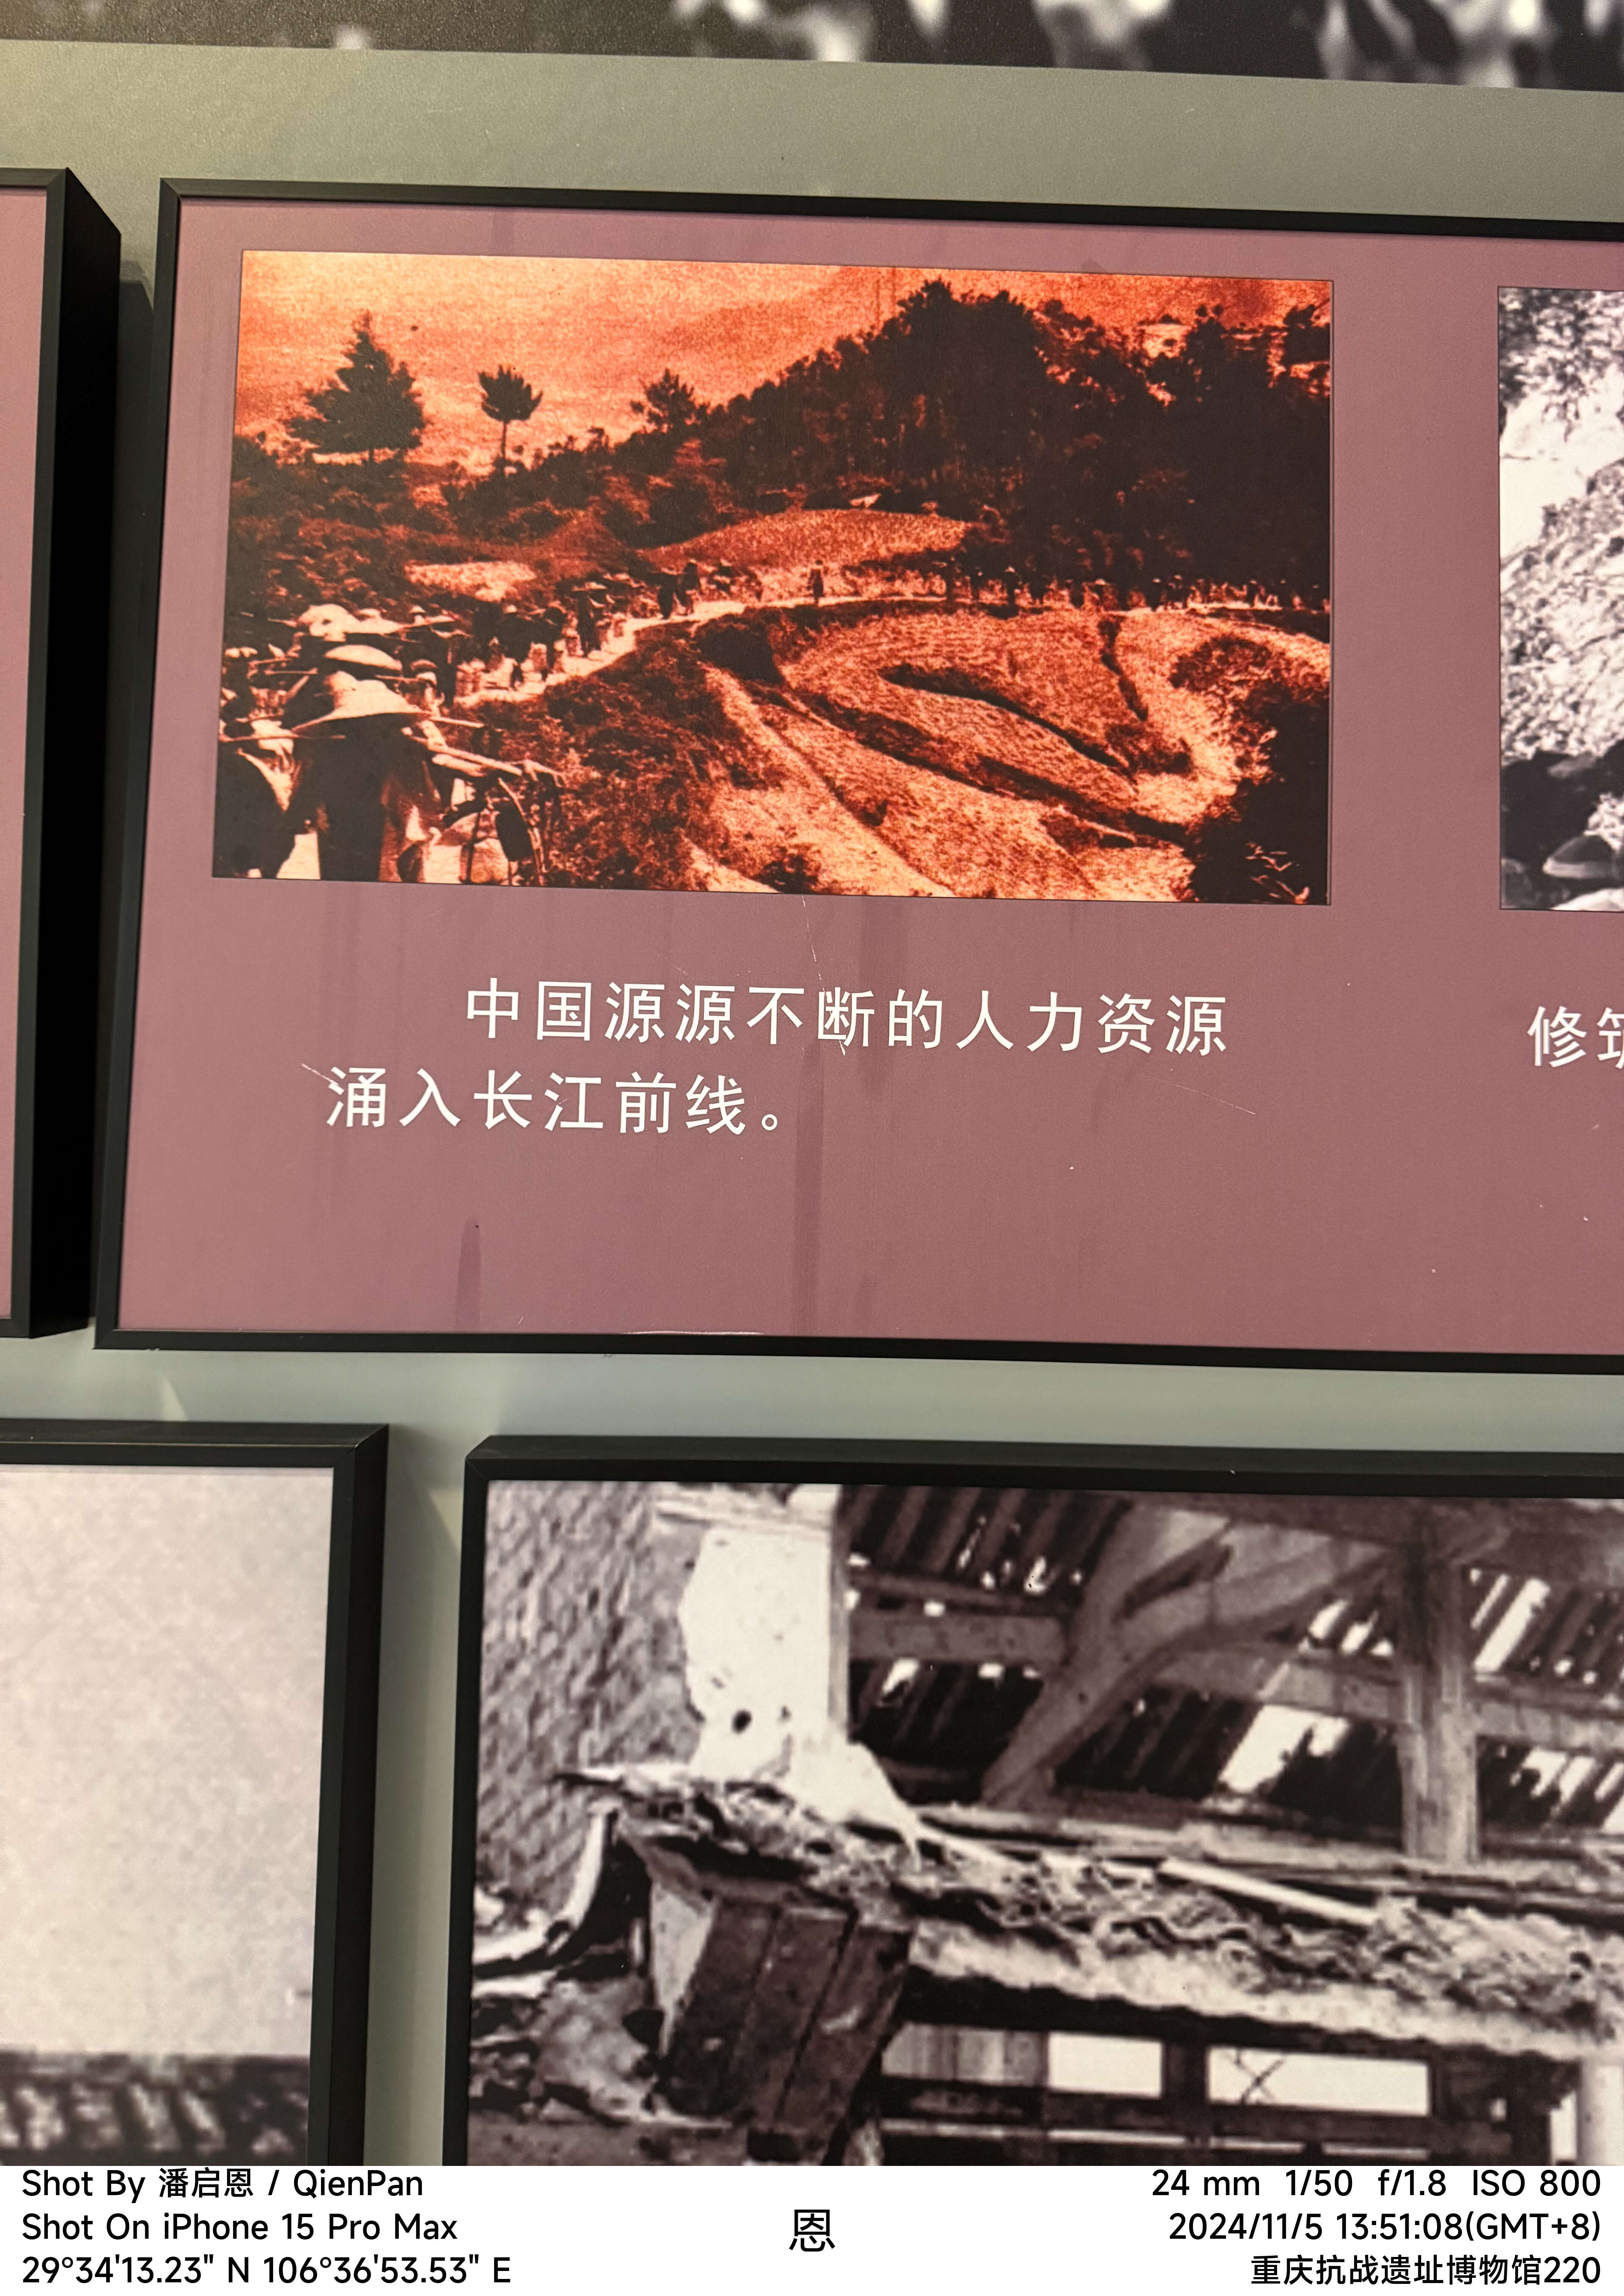 中国源源不断的人力资源
涌入长江前线。
修
Shot By 潘启恩 / QienPan
Shot On iPhone 15 Pro Max
29°34'13.23" N 106°36'53.53" E
恩
24 mm 1/50 f/1.8 ISO 800
2024/11/5 13:51:08(GMT+8)
重庆抗战遗址博物馆220